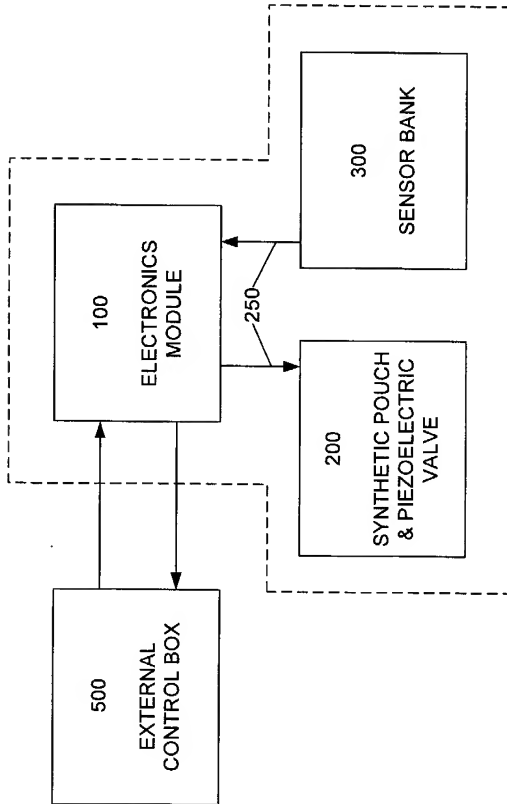 500
EXTERNAL
CONTROL BOX
100
ELECTRONICS
MODULE
250
200
SYNTHETIC POUCH
& PIEZOELECTRIC
VALVE
300
SENSOR BANK